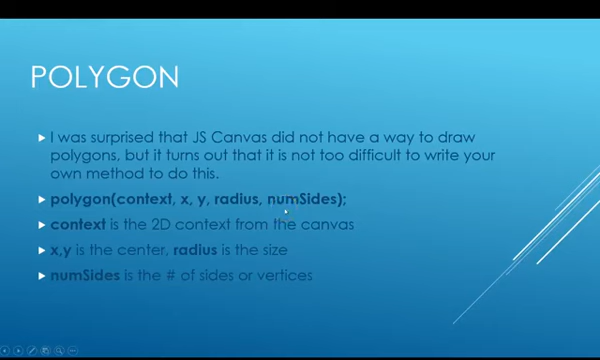 POLYGON
I was surprised that JS Canvas did not have a way to draw
polygons, but it turns out that it is not too difficult to write your
own method to do this.
polygon(context, x, y, radius, numSides);
context is the 2D context from the canvas
x,y is the center, radius is the size
numSides is the # of sides or vertices